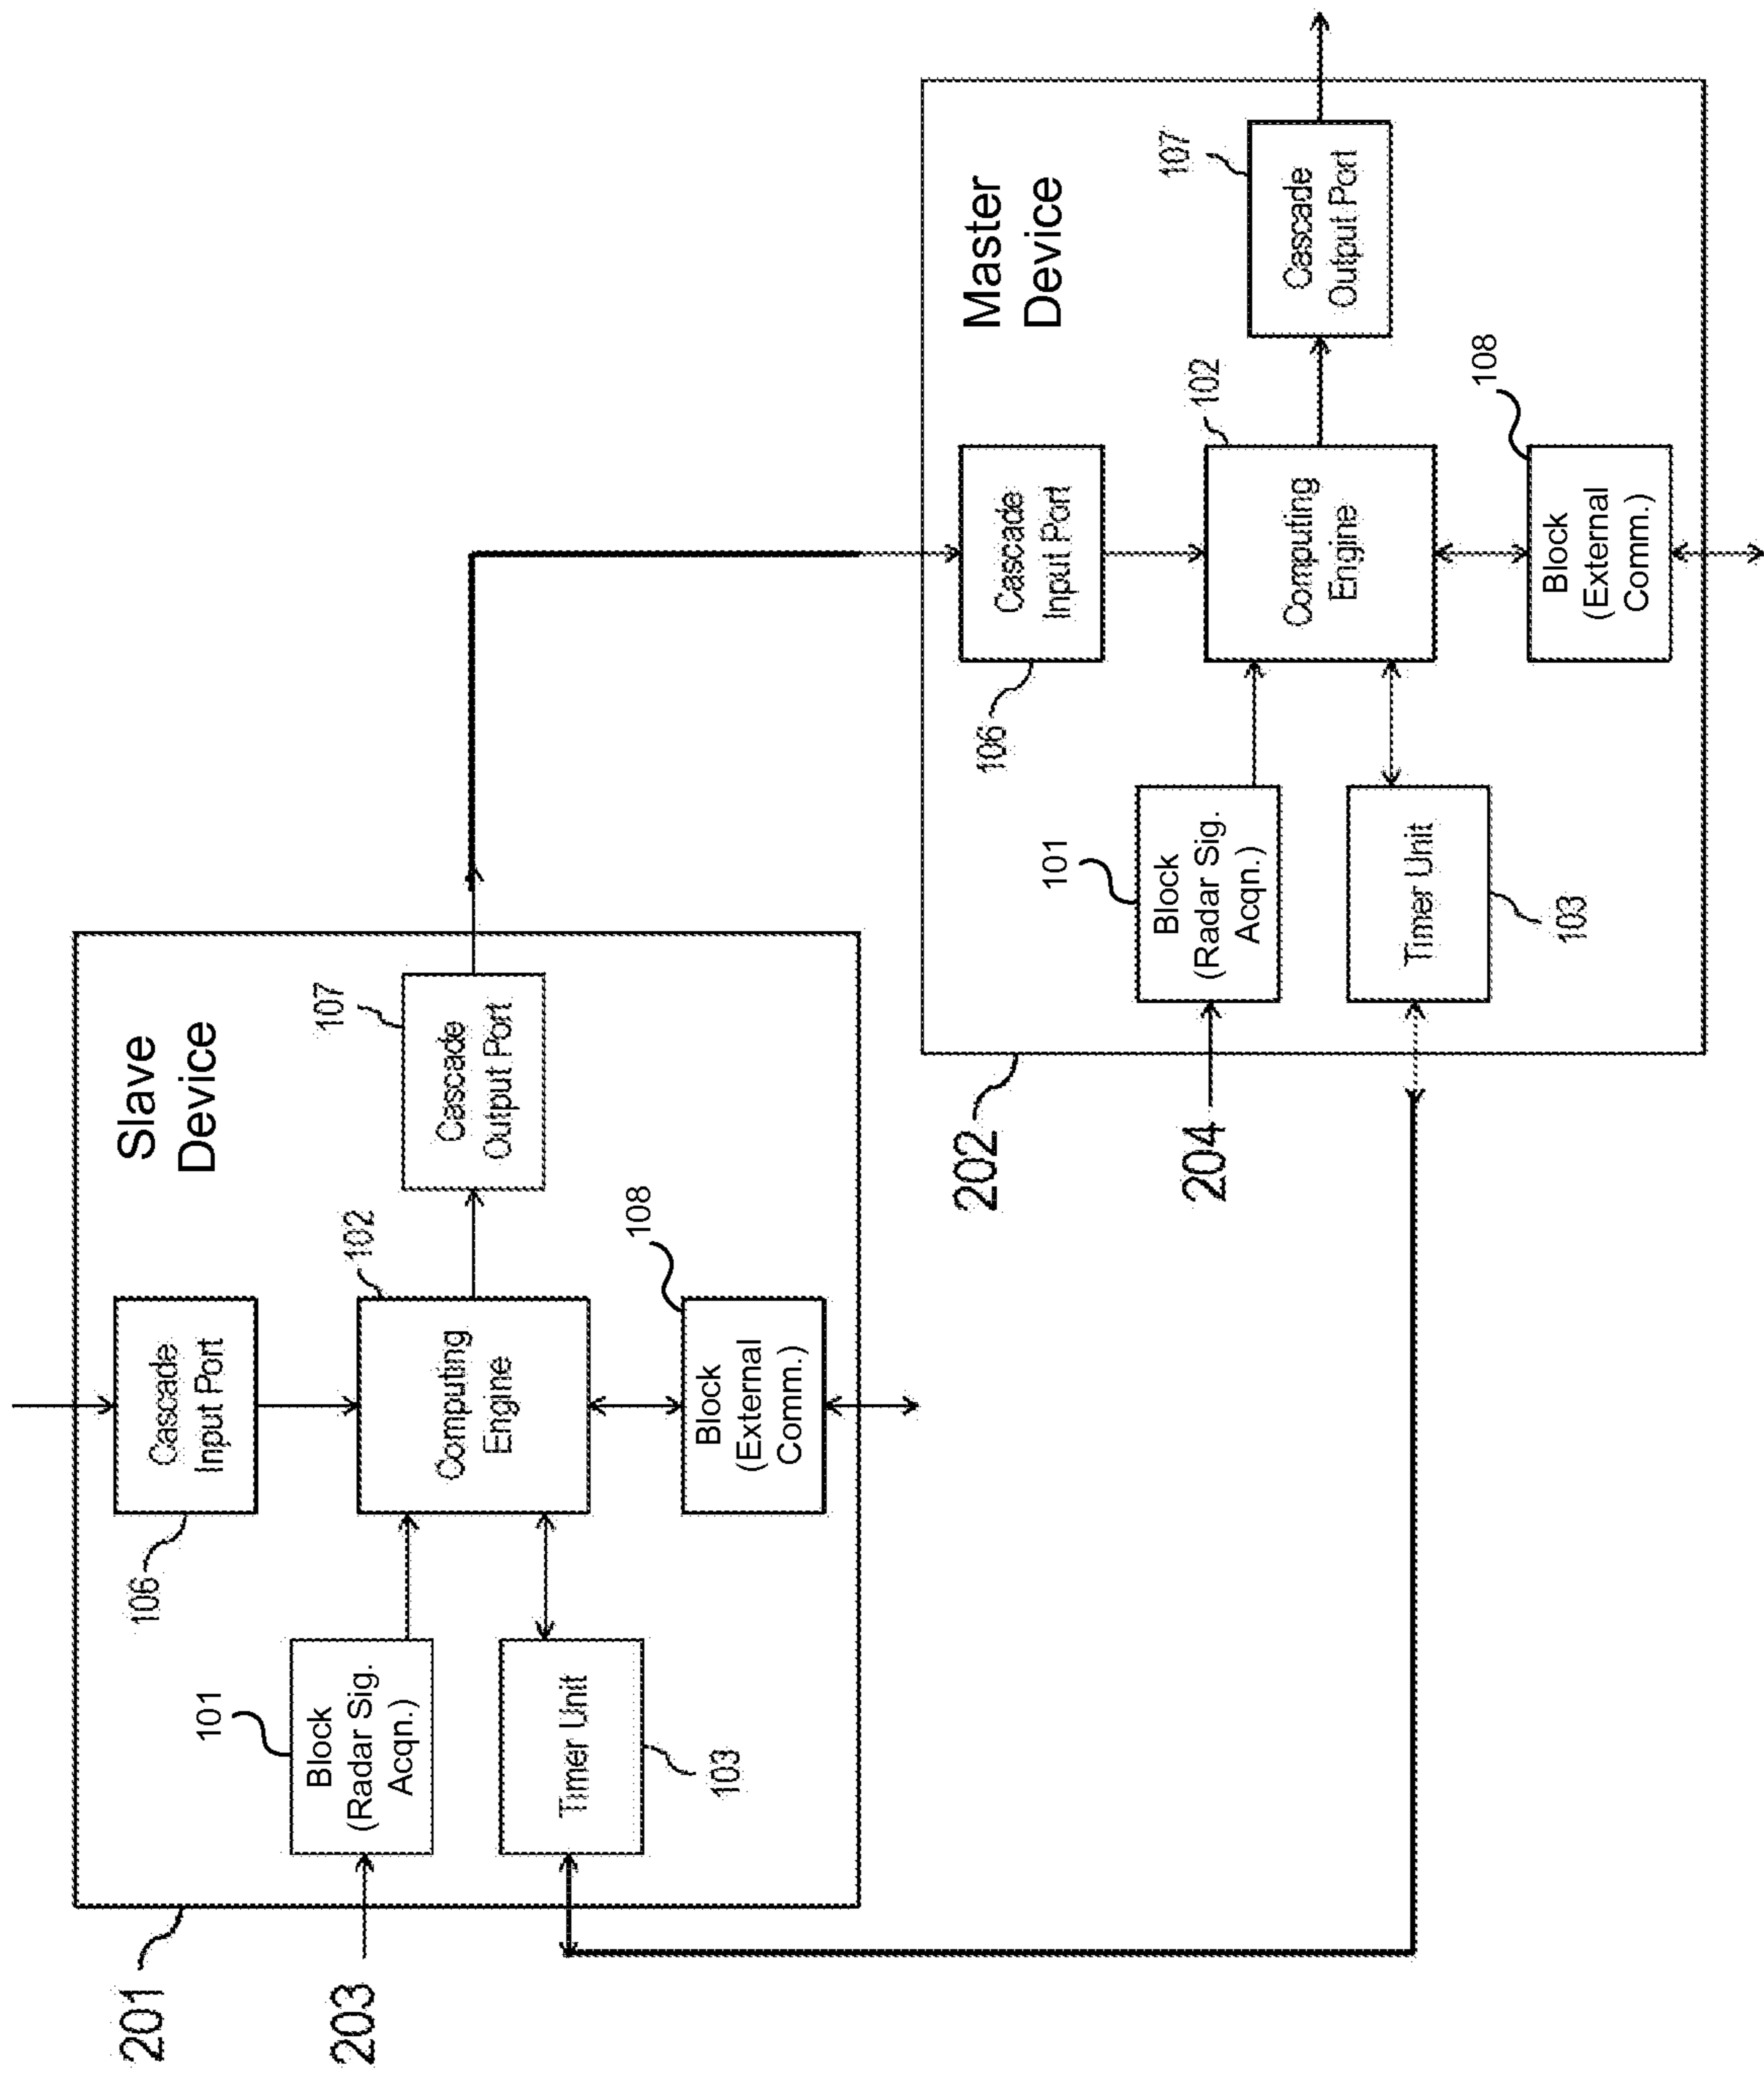 201
Slave
Device
106
Cascade
Input Port
101
Block
(Radar Sig.
Acqn.)
203
102
Computing
Engine
107
Cascade
Output Port
Timer Unit
103
108
Block
(External
Comm.)
202
Master
Device
106
Cascade
Input Port
101
Block
(Radar Sig.
Acqn.)
204
102
Computing
Engine
107
Cascade
Output Port
Timer Unit
103
108
Block
(External
Comm.)